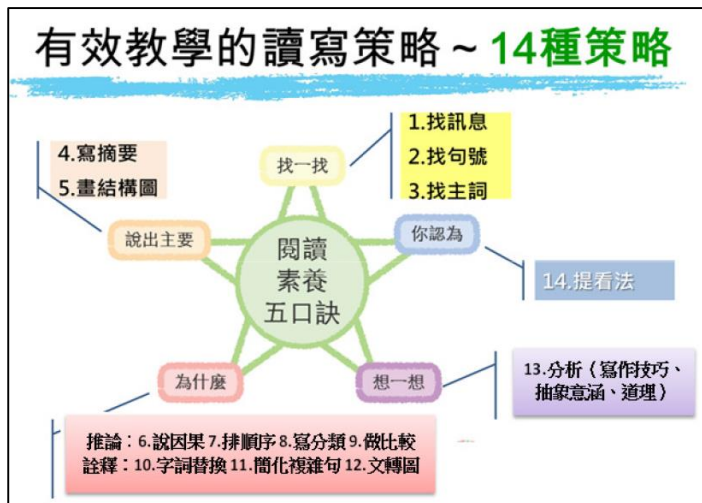 有效教學的讀寫策略～14種策略
找一找
1.找訊息
2.找句號
3.找主詞
4.寫摘要
5.畫結構圖
說出主要
你認為
閱讀
素養
五口訣
14.提看法
為什麼
想一想
13.分析（寫作技巧、
抽象意涵、道理）
推論：6.說因果 7.排順序 8.寫分類 9.做比較
詮釋：10.字詞替換 11.簡化複雜句 12.文轉圖